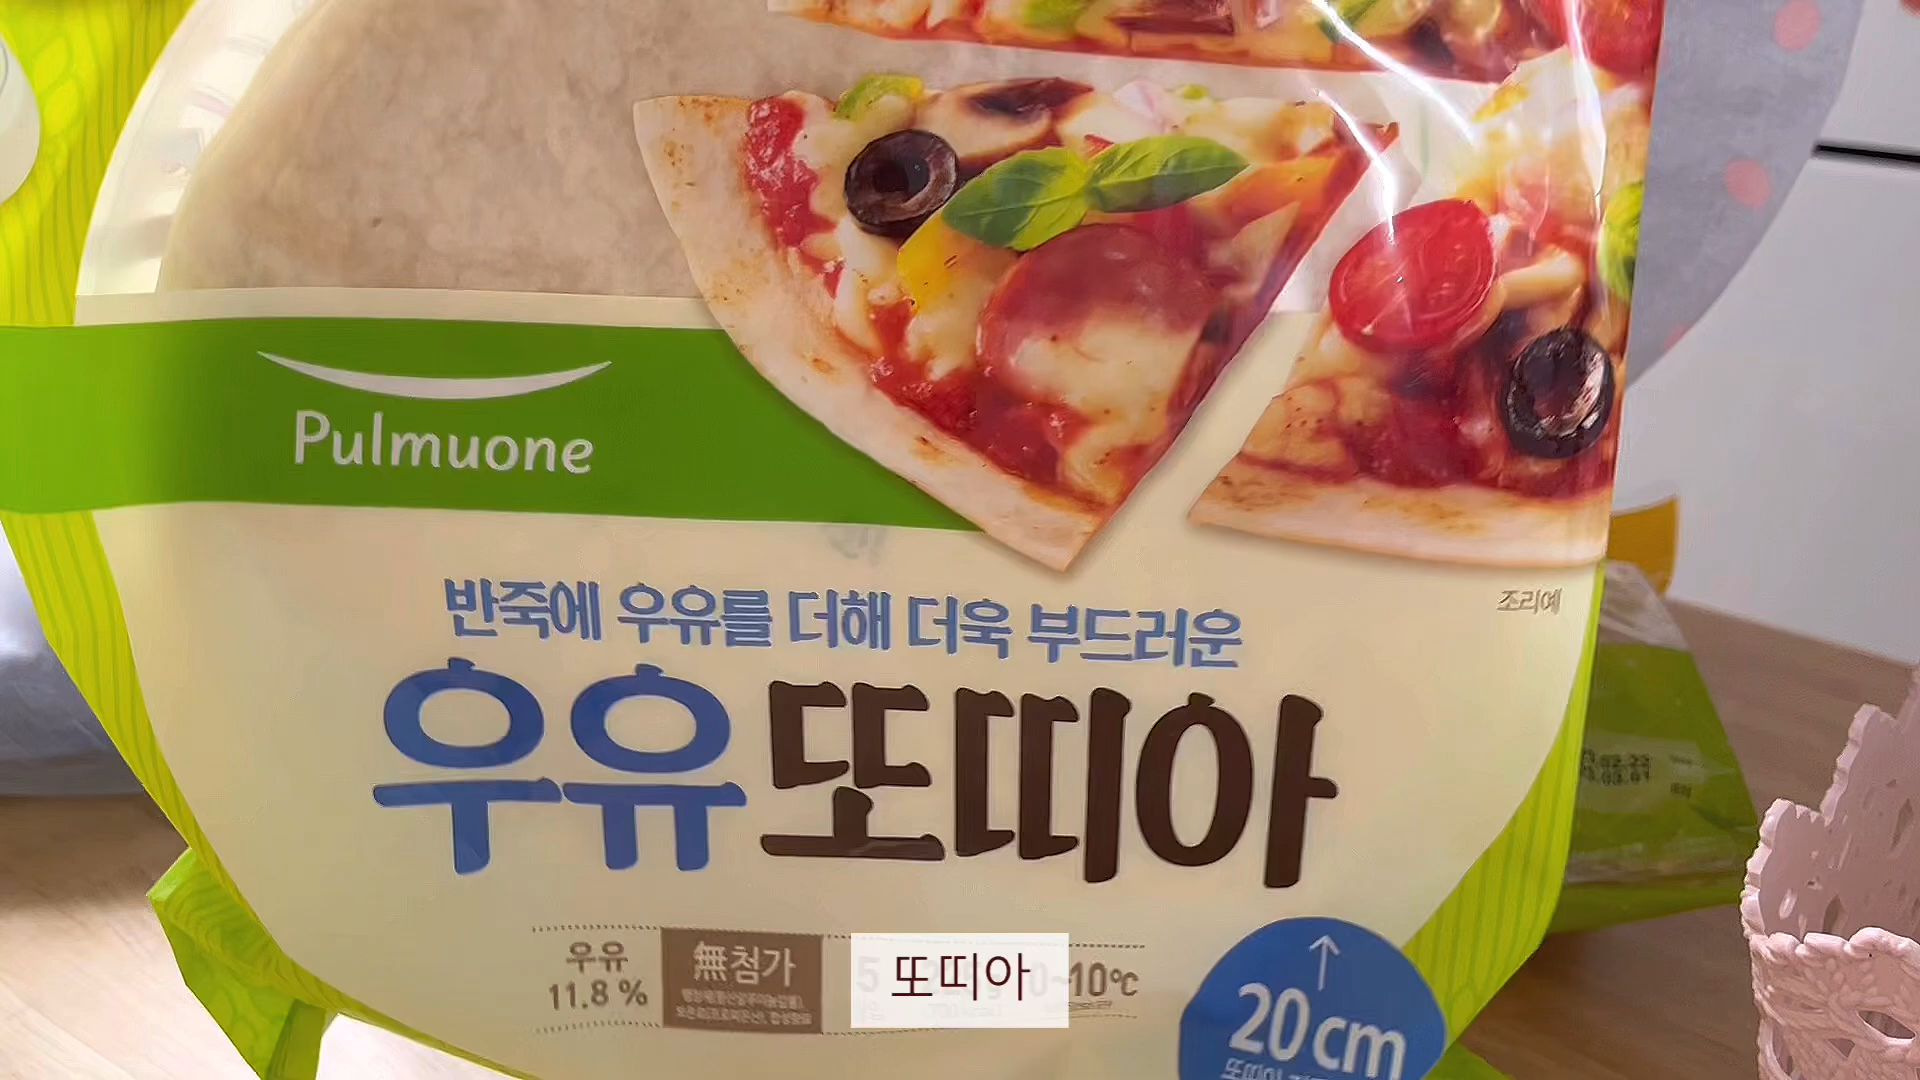 Pulmuone
조리예
반죽에 우유를 더해 더욱 부드러운
우유또띠아
우유
11.8 %
無첨가
또띠아
10℃
20cm